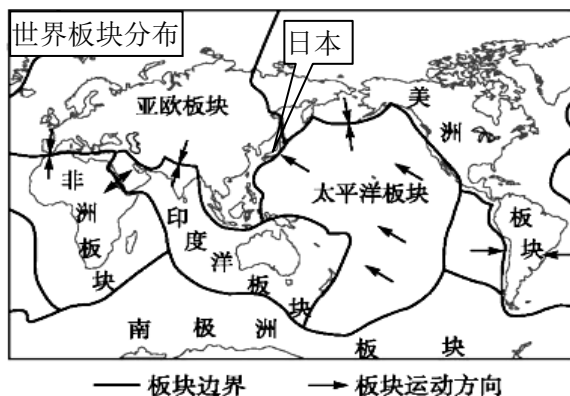 世界板块分布
日本
亚欧板块
美洲板块
非洲板块
印度洋板块
太平洋板块
南极洲板块
板块边界
板块运动方向